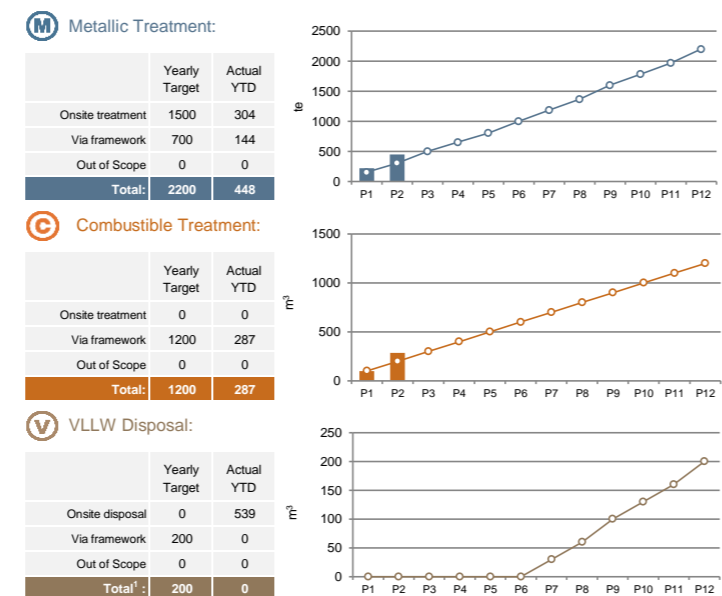 M Metallic Treatment:
Yearly Target Actual YTD
Onsite treatment 1500 304
Via framework 700 144
Out of Scope 0 0
Total: 2200 448
te
2500
2000
1500
1000
500
0
P1 P2 P3 P4 P5 P6 P7 P8 P9 P10 P11 P12
C Combustible Treatment:
Yearly Target Actual YTD
Onsite treatment 0 0
Via framework 1200 287
Out of Scope 0 0
Total: 1200 287
m³
1500
1000
500
0
P1 P2 P3 P4 P5 P6 P7 P8 P9 P10 P11 P12
V VLLW Disposal:
Yearly Target Actual YTD
Onsite disposal 0 539
Via framework 200 0
Out of Scope 0 0
Total¹ : 200 0
m³
250
200
150
100
50
0
P1 P2 P3 P4 P5 P6 P7 P8 P9 P10 P11 P12